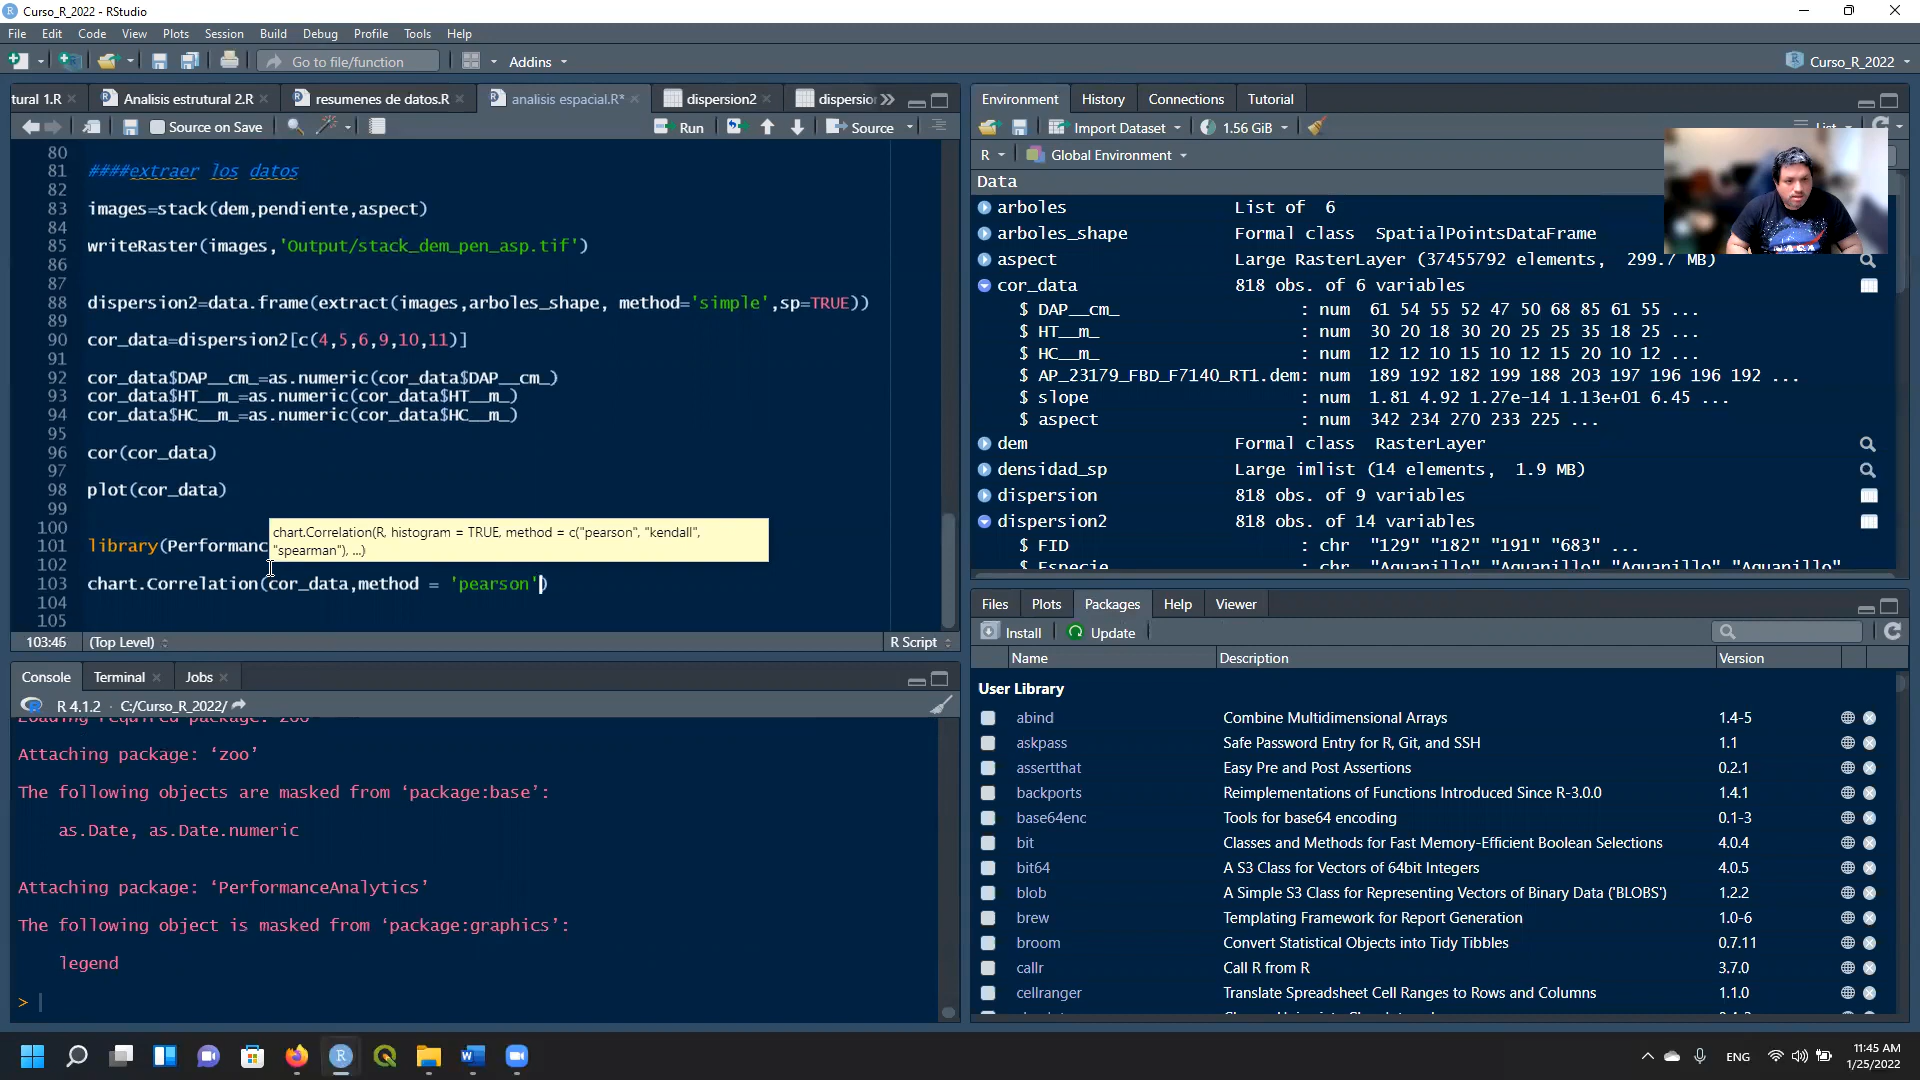 Curso_R_2022 - RStudio
File Edit Code View Plots Session Build Debug Profile Tools Help
Go to file/function Addins Curso_R_2022
tural 1.R Analisis estrutural 2.R resumenes de datos.R analisis espacial.R* dispersion2 dispersio
Source on Save Run Source
80
81 ####extraer los datos
82
83 images=stack(dem,pendiente,aspect)
84
85 writeRaster(images,'Output/stack_dem_pen_asp.tif')
86
87
88 dispersion2=data.frame(extract(images,arboles_shape, method='simple',sp=TRUE))
89
90 cor_data=dispersion2[c(4,5,6,9,10,11)]
91
92 cor_data$DAP__cm_=as.numeric(cor_data$DAP__cm_)
93 cor_data$HT__m_=as.numeric(cor_data$HT__m_)
94 cor_data$HC__m_=as.numeric(cor_data$HC__m_)
95
96 cor(cor_data)
97
98 plot(cor_data)
99
100
chart.Correlation(R, histogram = TRUE, method = c("pearson", "kendall",
"spearman"), ...)
101 library(Performanc
102
103 chart.Correlation(cor_data,method = 'pearson')
104
105
103:46 (Top Level) R Script
Console Terminal Jobs
R 4.1.2 · C:/Curso_R_2022/
Loading required package: zoo
Attaching package: ‘zoo’
The following objects are masked from ‘package:base’:
as.Date, as.Date.numeric
Attaching package: ‘PerformanceAnalytics’
The following object is masked from ‘package:graphics’:
legend
>
Environment History Connections Tutorial
Import Dataset 1.56 GiB List
R Global Environment
Data
arboles List of 6
arboles_shape Formal class SpatialPointsDataFrame
aspect Large RasterLayer (37455792 elements, 299.7 MB)
cor_data 818 obs. of 6 variables
$ DAP__cm_ : num 61 54 55 52 47 50 68 85 61 55 ...
$ HT__m_ : num 30 20 18 30 20 25 25 35 18 25 ...
$ HC__m_ : num 12 12 10 15 10 12 15 20 10 12 ...
$ AP_23179_FBD_F7140_RT1.dem: num 189 192 182 199 188 203 197 196 196 192 ...
$ slope : num 1.81 4.92 1.27e-14 1.13e+01 6.45 ...
$ aspect : num 342 234 270 233 225 ...
dem Formal class RasterLayer
densidad_sp Large imlist (14 elements, 1.9 MB)
dispersion 818 obs. of 9 variables
dispersion2 818 obs. of 14 variables
$ FID : chr "129" "182" "191" "683" ...
$ Especie : chr "Aguanillo" "Aguanillo" "Aguanillo" "Aguanillo"
NASA
Files Plots Packages Help Viewer
Install Update
Name Description Version
User Library
abind Combine Multidimensional Arrays 1.4-5
askpass Safe Password Entry for R, Git, and SSH 1.1
assertthat Easy Pre and Post Assertions 0.2.1
backports Reimplementations of Functions Introduced Since R-3.0.0 1.4.1
base64enc Tools for base64 encoding 0.1-3
bit Classes and Methods for Fast Memory-Efficient Boolean Selections 4.0.4
bit64 A S3 Class for Vectors of 64bit Integers 4.0.5
blob A Simple S3 Class for Representing Vectors of Binary Data ('BLOBS') 1.2.2
brew Templating Framework for Report Generation 1.0-6
broom Convert Statistical Objects into Tidy Tibbles 0.7.11
callr Call R from R 3.7.0
cellranger Translate Spreadsheet Cell Ranges to Rows and Columns 1.1.0
ENG 11:45 AM
1/25/2022